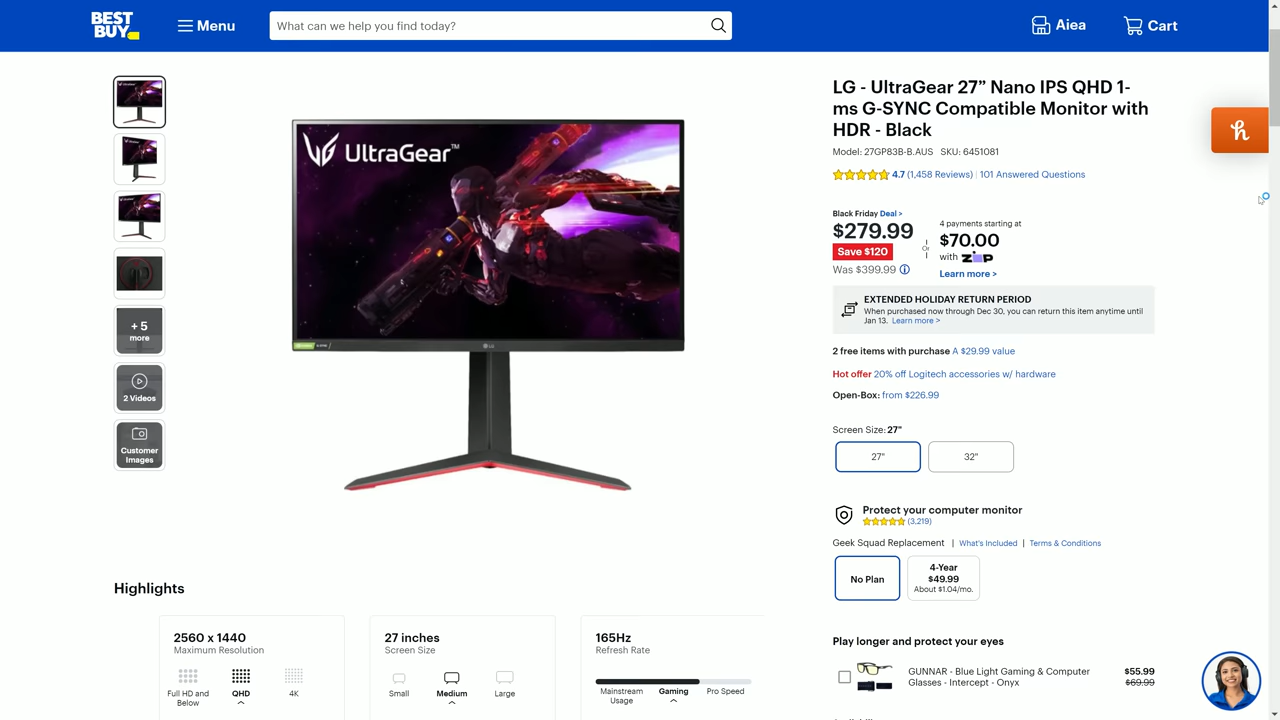 BEST
BUY
Menu
What can we help you find today?
Aiea
Cart
LG - UltraGear 27” Nano IPS QHD 1-
ms G-SYNC Compatible Monitor with
HDR - Black
Model: 27GP83B-B.AUS SKU: 6451081
4.7 (1,458 Reviews) | 101 Answered Questions
Black Friday Deal >
$279.99
Save $120
Was $399.99
Or
4 payments starting at
$70.00
with ZIP
Learn more >
EXTENDED HOLIDAY RETURN PERIOD
When purchased now through Dec 30, you can return this item anytime until
Jan 13. Learn more >
2 free items with purchase A $29.99 value
Hot offer 20% off Logitech accessories w/ hardware
Open-Box: from $226.99
Screen Size: 27"
27"
32"
Protect your computer monitor
(3,219)
Geek Squad Replacement | What's Included | Terms & Conditions
No Plan
4-Year
$49.99
About $1.04/mo.
Play longer and protect your eyes
GUNNAR - Blue Light Gaming & Computer
Glasses - Intercept - Onyx
$55.99
$69.99
UltraGear™
LG
+ 5
more
2 Videos
Customer
Images
Highlights
2560 x 1440
Maximum Resolution
Full HD and
Below
QHD
4K
27 inches
Screen Size
Small
Medium
Large
165Hz
Refresh Rate
Mainstream
Usage
Gaming
Pro Speed